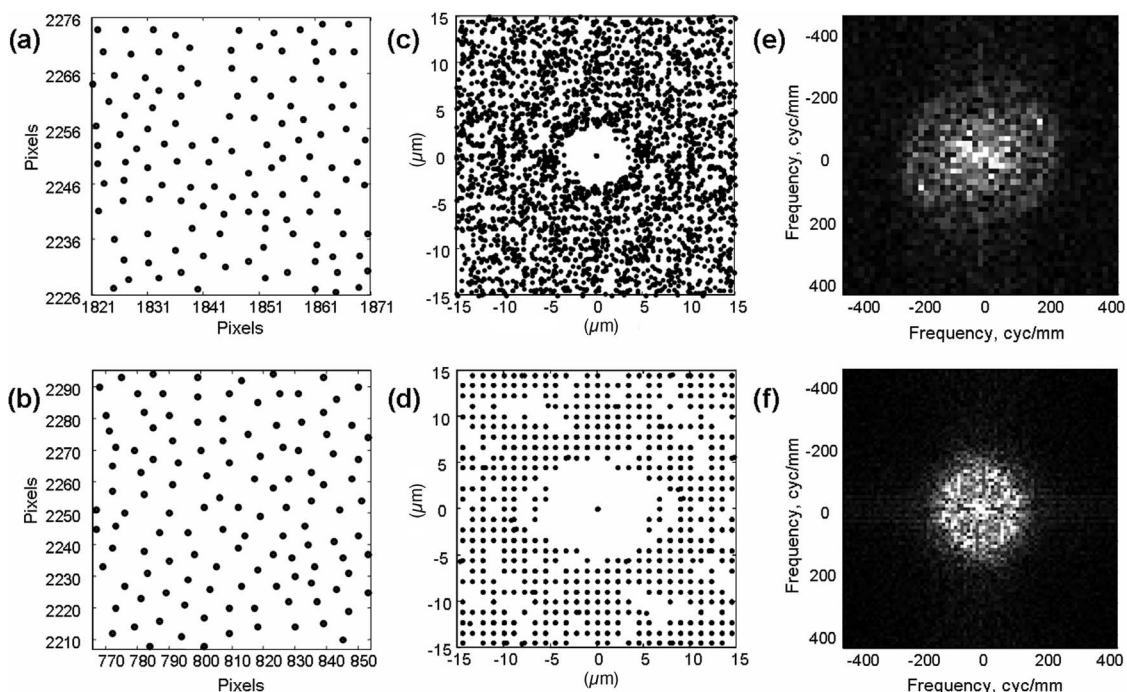 (a)
2276
2266
2256
2246
2236
2226
Pixels
1821 1831 1841 1851 1861 1871
Pixels
(c)
15
10
5
0
-5
-10
-15
(µm)
-15 -10 -5 0 5 10 15
(µm)
(e)
-400
-200
0
200
400
Frequency, cyc/mm
-400 -200 0 200 400
Frequency, cyc/mm
(b)
2290
2280
2270
2260
2250
2240
2230
2220
2210
Pixels
770 780 790 800 810 820 830 840 850
Pixels
(d)
15
10
5
0
-5
-10
-15
(µm)
-15 -10 -5 0 5 10 15
(µm)
(f)
-400
-200
0
200
400
Frequency, cyc/mm
-400 -200 0 200 400
Frequency, cyc/mm